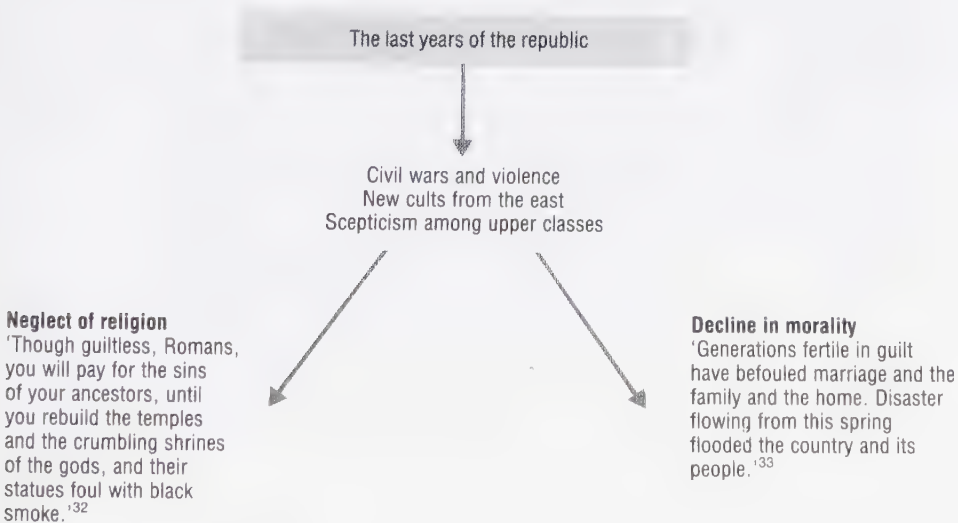 The last years of the republic
Civil wars and violence
New cults from the east
Scepticism among upper classes
Neglect of religion
'Though guiltless, Romans,
you will pay for the sins
of your ancestors, until
you rebuild the temples
and the crumbling shrines
of the gods, and their
statues foul with black
smoke.'32
Decline in morality
'Generations fertile in guilt
have befouled marriage and the
family and the home. Disaster
flowing from this spring
flooded the country and its
people.'33